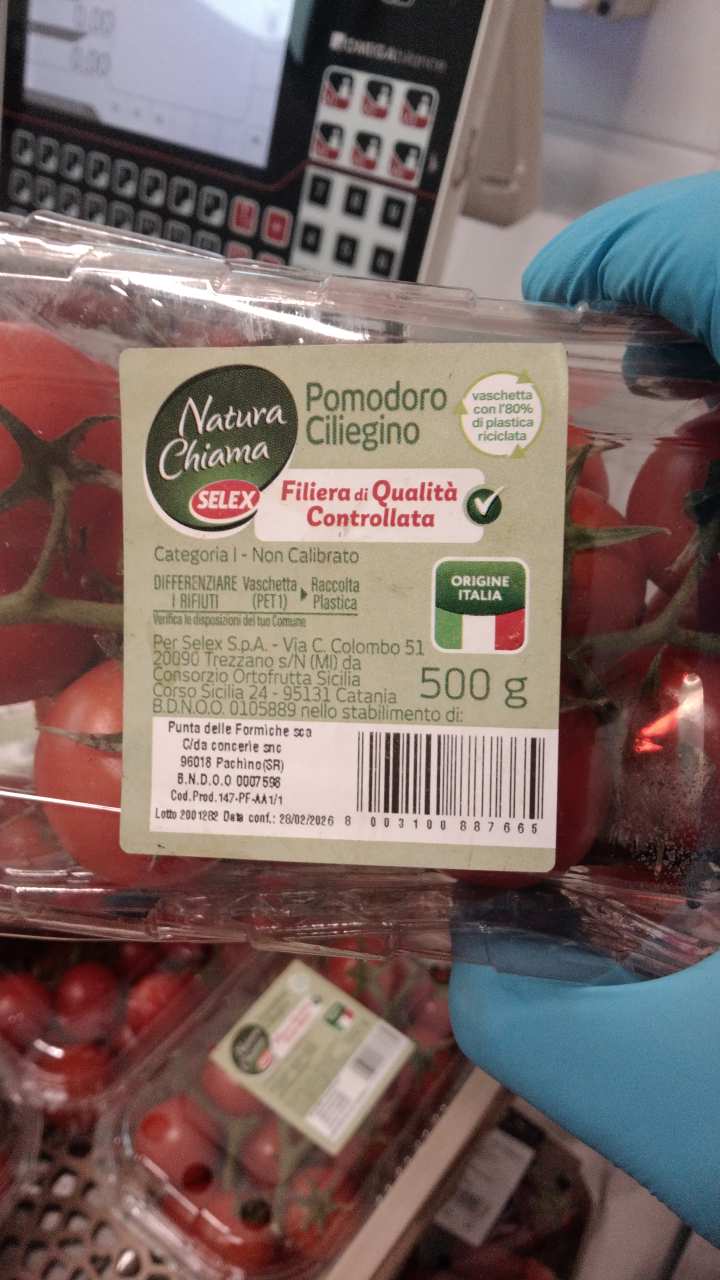 OMEGA
Natura
Chiama
SELEX
Pomodoro
Ciliegino
vaschetta
con l'80%
di plastica
riciclata
Filiera di Qualità
Controllata
Categoria I - Non Calibrato
DIFFERENZIARE Vaschetta Raccolta
I RIFIUTI (PET1) Plastica
Verifica le disposizioni del tuo Comune
ORIGINE
ITALIA
Per Selex S.p.A. - Via C. Colombo 51
20090 Trezzano s/N (MI) da
Consorzio Ortofrutta Sicilia
Corso Sicilia 24 - 95131 Catania
B.D.N.O.O. 0105889 nello stabilimento di:
500 g
Punta delle Formiche sca
C/da concerie snc
96018 Pachino(SR)
B.N.D.O.O 0007596
Cod.Prod.147-PF-AA1/1
Lotto 2001282 Data conf.: 28/02/2026
8 003100 887665